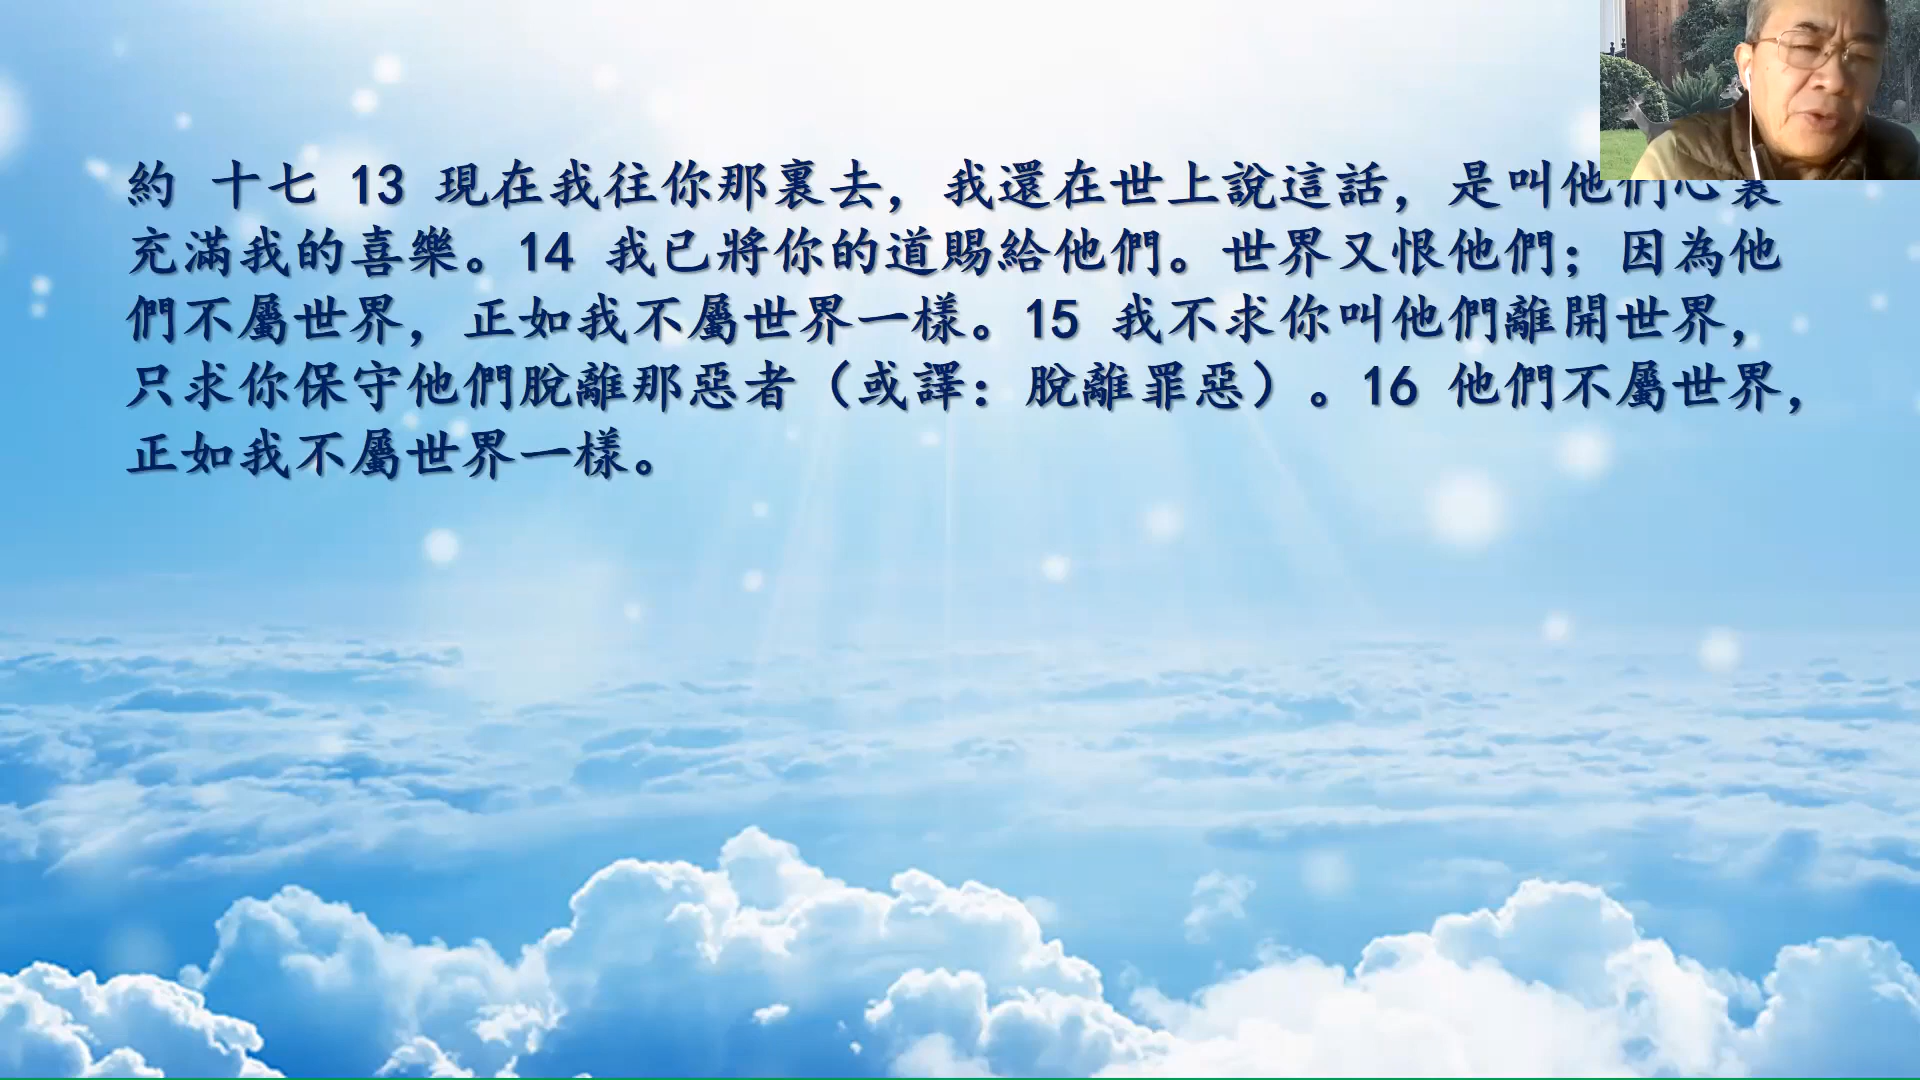 約 十七 13 現在我往你那裏去，我還在世上說這話，是叫他們心裏
充滿我的喜樂。14 我已將你的道賜給他們。世界又恨他們；因為他
們不屬世界，正如我不屬世界一樣。15 我不求你叫他們離開世界，
只求你保守他們脫離那惡者（或譯：脫離罪惡）。16 他們不屬世界，
正如我不屬世界一樣。